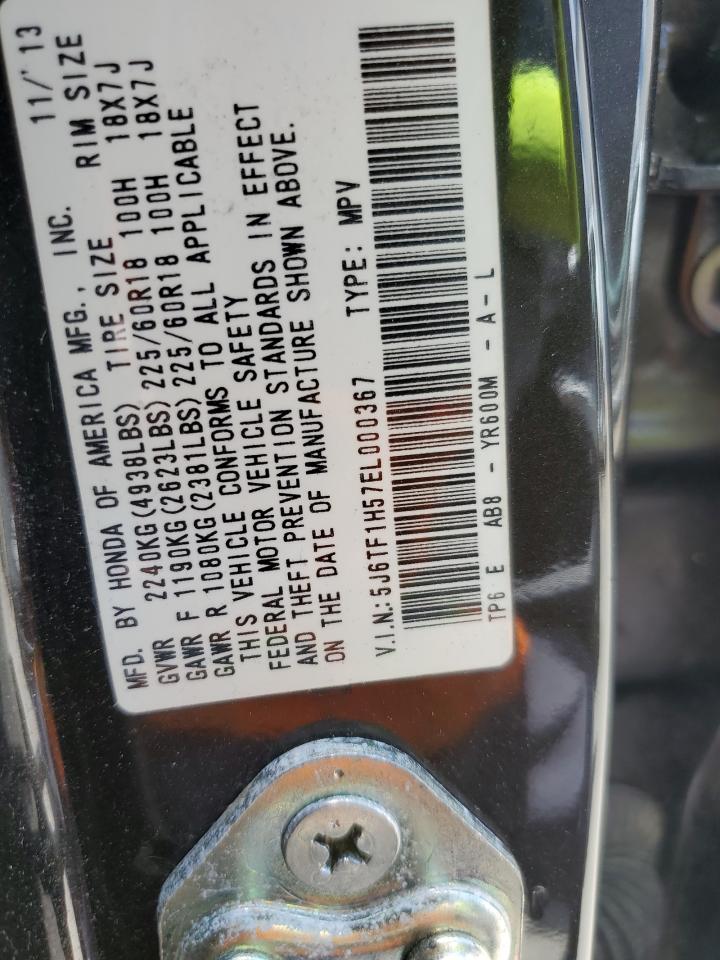 MFD. BY HONDA OF AMERICA MFG., INC. 11/'13
GVWR 2240KG(4938LBS) TIRE SIZE RIM SIZE
GAWR F 1190KG(2623LBS) 225/60R18 100H 18X7J
GAWR R 1080KG(2381LBS) 225/60R18 100H 18X7J
THIS VEHICLE CONFORMS TO ALL APPLICABLE
FEDERAL MOTOR VEHICLE SAFETY
AND THEFT PREVENTION STANDARDS IN EFFECT
ON THE DATE OF MANUFACTURE SHOWN ABOVE.
V.I.N.:5J6TF1H57EL000367 TYPE: MPV
TP6 E AB8 - YR600M - A - L